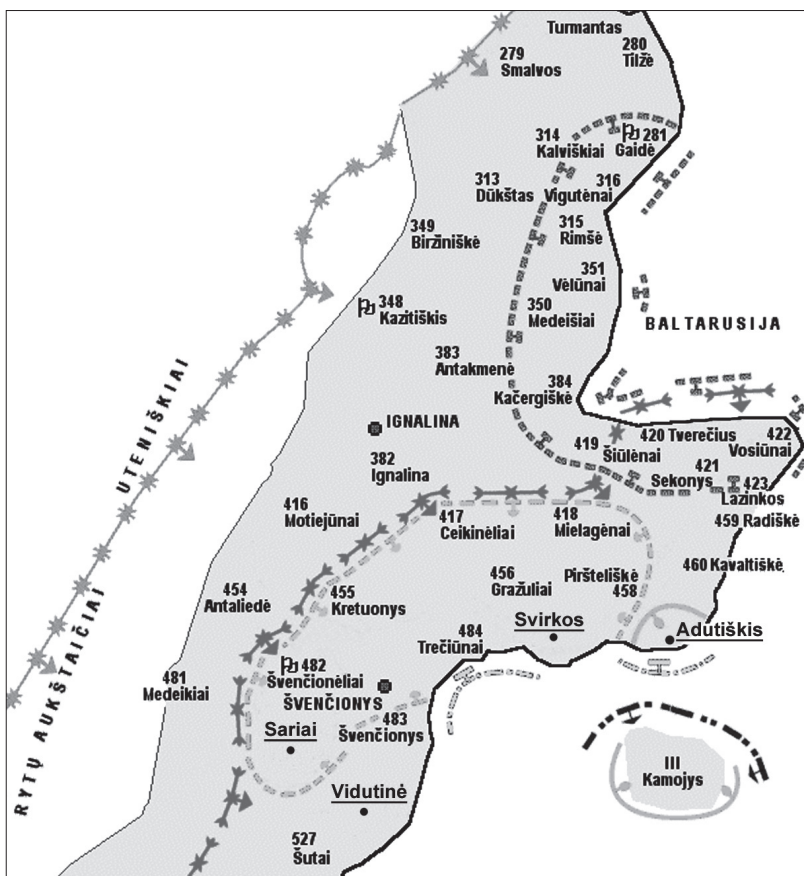 Turmantas
280
Tilžė
279
Smalvos
314
Kalviškiai
281
Gaidė
313
Dūkštas
316
Vigutėnai
315
Rimšė
349
Biržiniškė
351
Vėlūnai
348
Kazitiškis
350
Medeišiai
BALTARUSIJA
383
Antakmenė
384
Kačergiškė
UTENIŠKIAI
IGNALINA
419
Šiūlėnai
420 Tverečius
422
Vosiūnai
382
Ignalina
421
Sekonys
423
Lazinkos
416
Motiejūnai
417
Ceikinėliai
418
Mielagėnai
459 Radiškė
454
Antaliedė
455
Kretuonys
456
Gražuliai
Piršteliškė
458
460 Kavaltiškė
484
Trečiūnai
Svirkos
Adutiškis
481
Medeikiai
482
Švenčionėliai
ŠVENČIONYS
483
Švenčionys
RYTŲ AUKŠTAIČIAI
Sariai
III
Kamojys
Vidutinė
527
Šutai